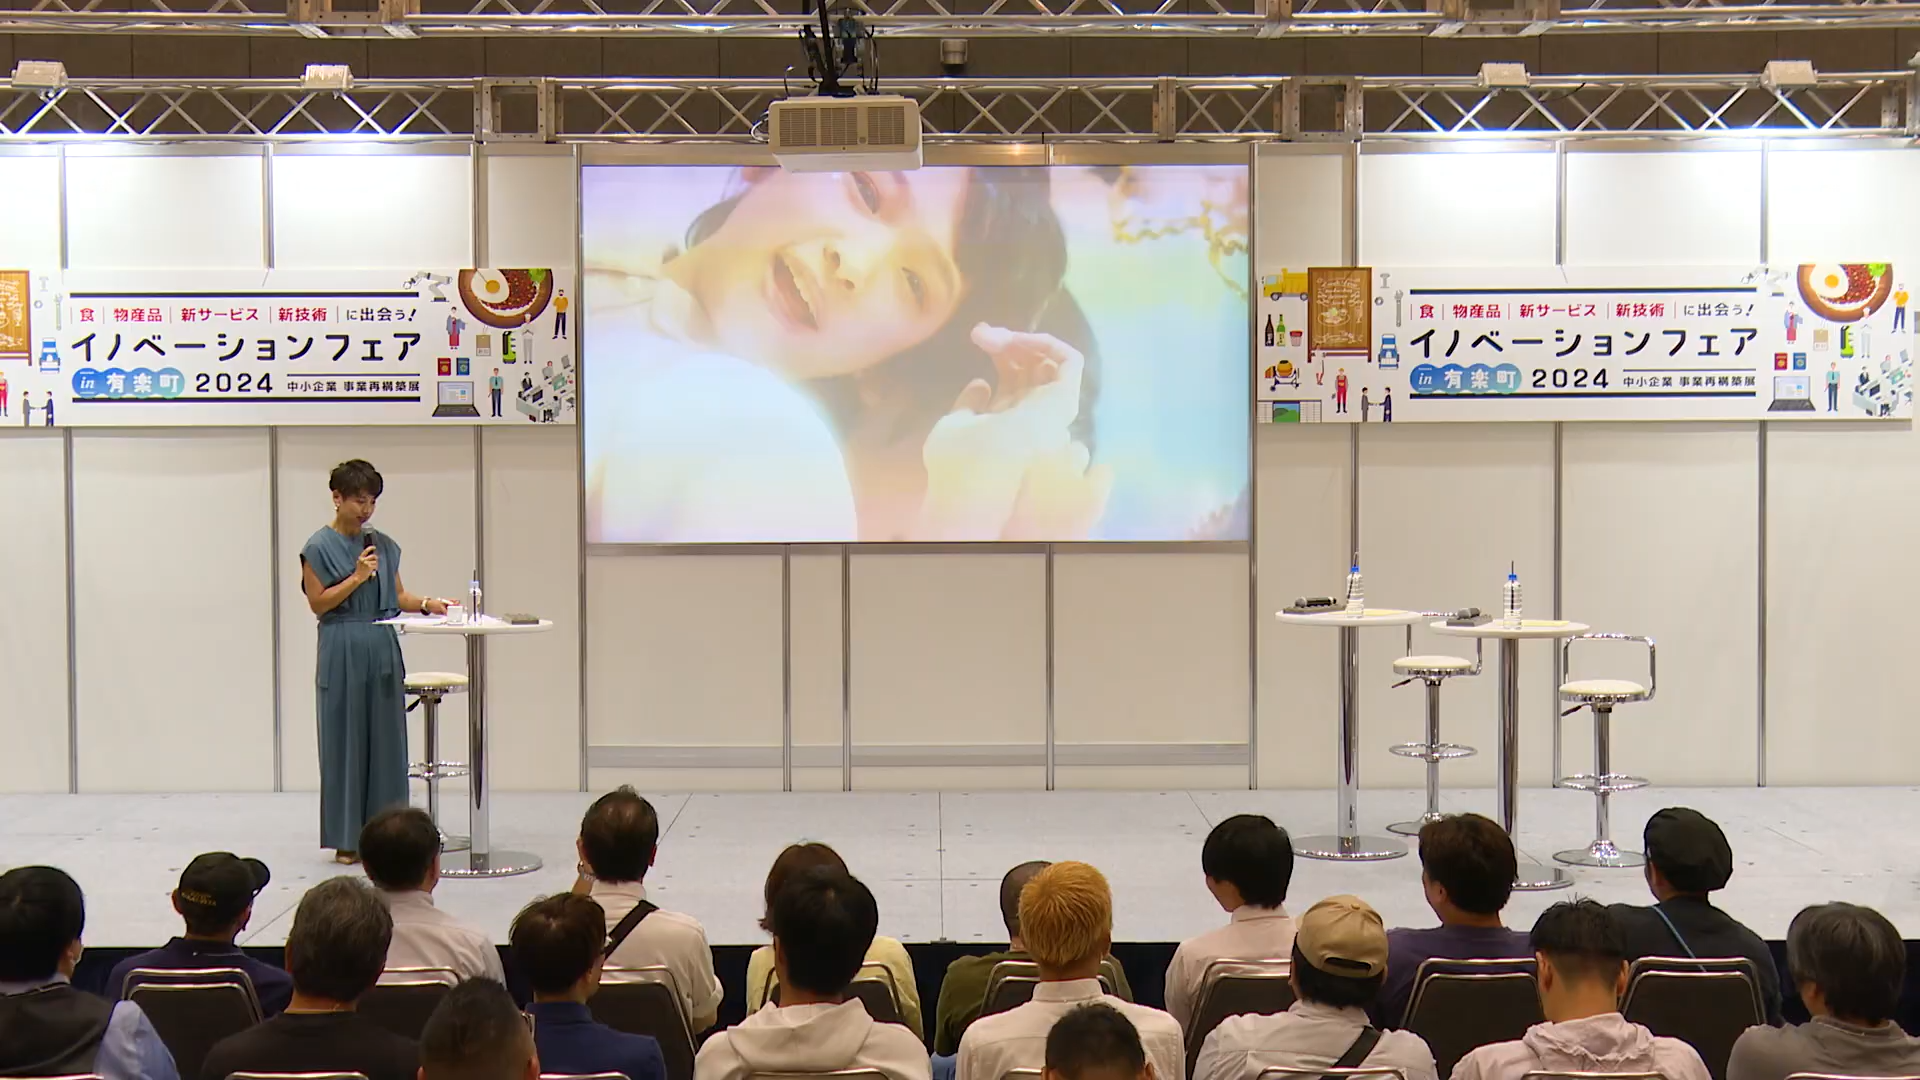 食 物産品 新サービス 新技術 に出会う!
イノベーションフェア
in 有楽町 2024 中小企業 事業再構築展
食 物産品 新サービス 新技術 に出会う!
イノベーションフェア
in 有楽町 2024 中小企業 事業再構築展